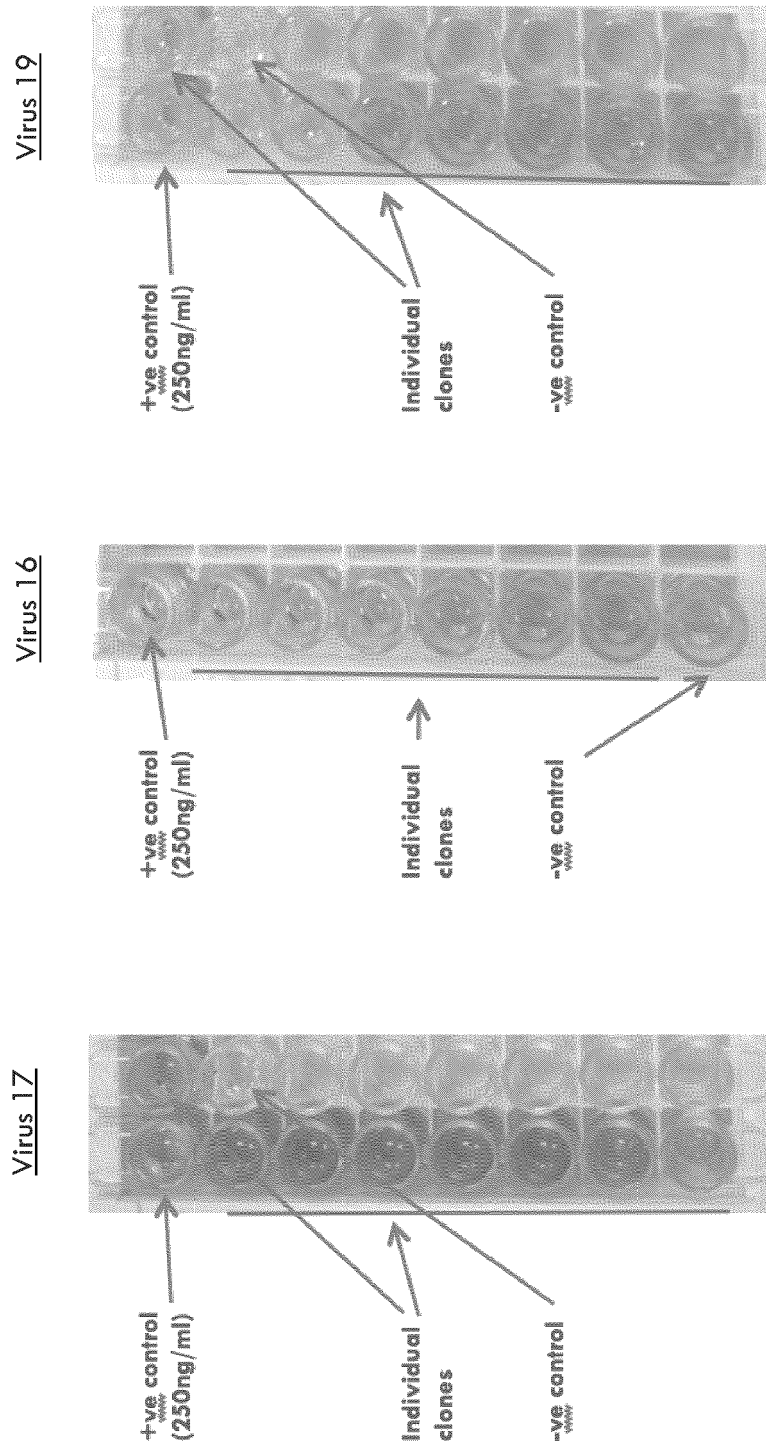 Virus 17
+ve control
(250ng/ml)
Individual
clones
-ve control
Virus 16
+ve control
(250ng/ml)
Individual
clones
-ve control
Virus 19
+ve control
(250ng/ml)
Individual
clones
-ve control